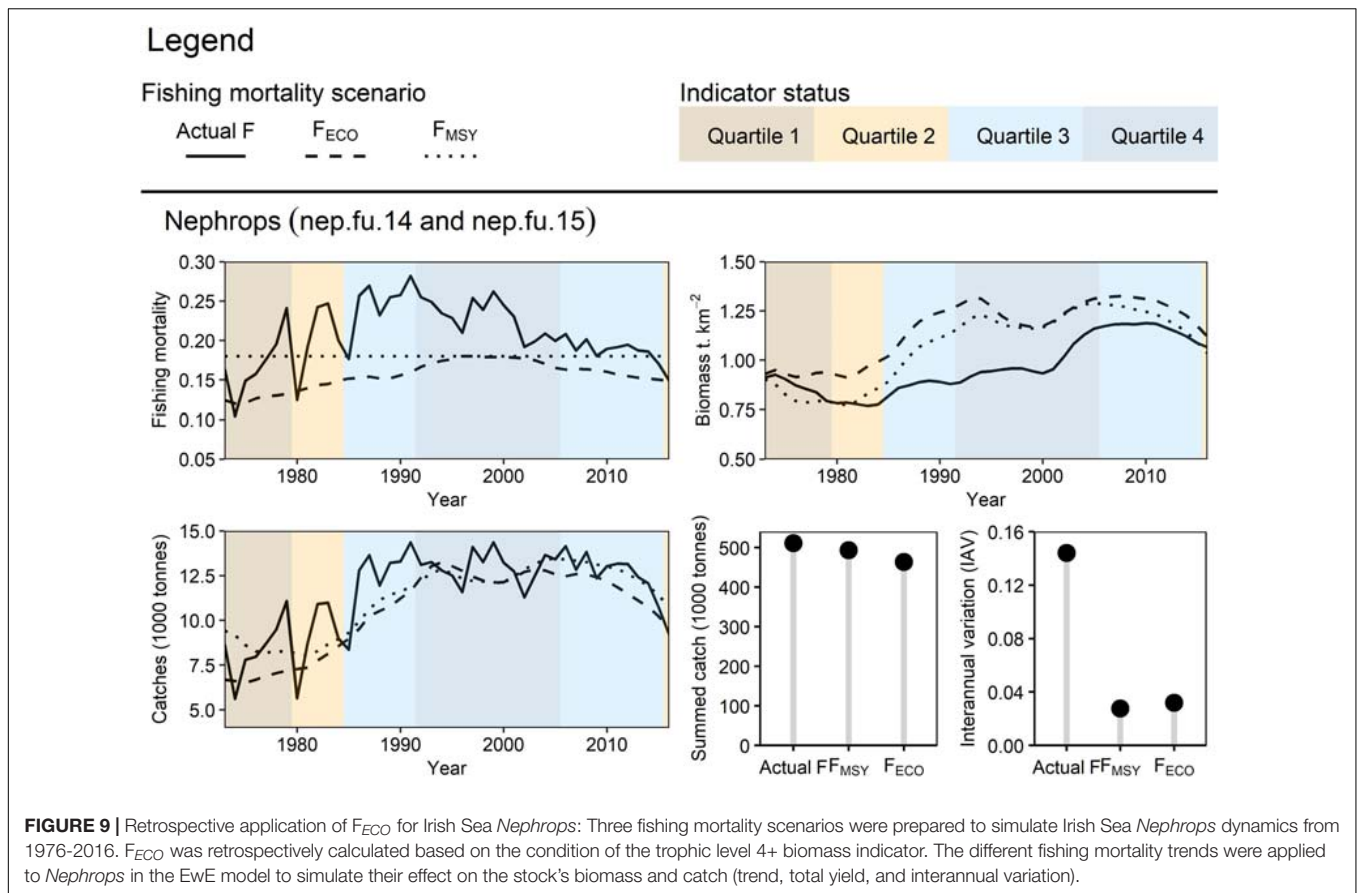 Legend
Fishing mortality scenario
Actual F F_ECO F_MSY
Indicator status
Quartile 1 Quartile 2 Quartile 3 Quartile 4
Nephrops (nep.fu.14 and nep.fu.15)
Fishing mortality
0.30
0.25
0.20
0.15
0.10
0.05
1980 1990 2000 2010
Year
Biomass t. km⁻²
1.50
1.25
1.00
0.75
0.50
1980 1990 2000 2010
Year
Catches (1000 tonnes)
15.0
12.5
10.0
7.5
5.0
1980 1990 2000 2010
Year
Summed catch (1000 tonnes)
500
400
300
200
100
0
Actual F F_MSY F_ECO
Interannual variation (IAV)
0.16
0.12
0.08
0.04
0.00
Actual F F_MSY F_ECO
FIGURE 9 | Retrospective application of F_ECO for Irish Sea Nephrops: Three fishing mortality scenarios were prepared to simulate Irish Sea Nephrops dynamics from
1976-2016. F_ECO was retrospectively calculated based on the condition of the trophic level 4+ biomass indicator. The different fishing mortality trends were applied
to Nephrops in the EwE model to simulate their effect on the stock's biomass and catch (trend, total yield, and interannual variation).